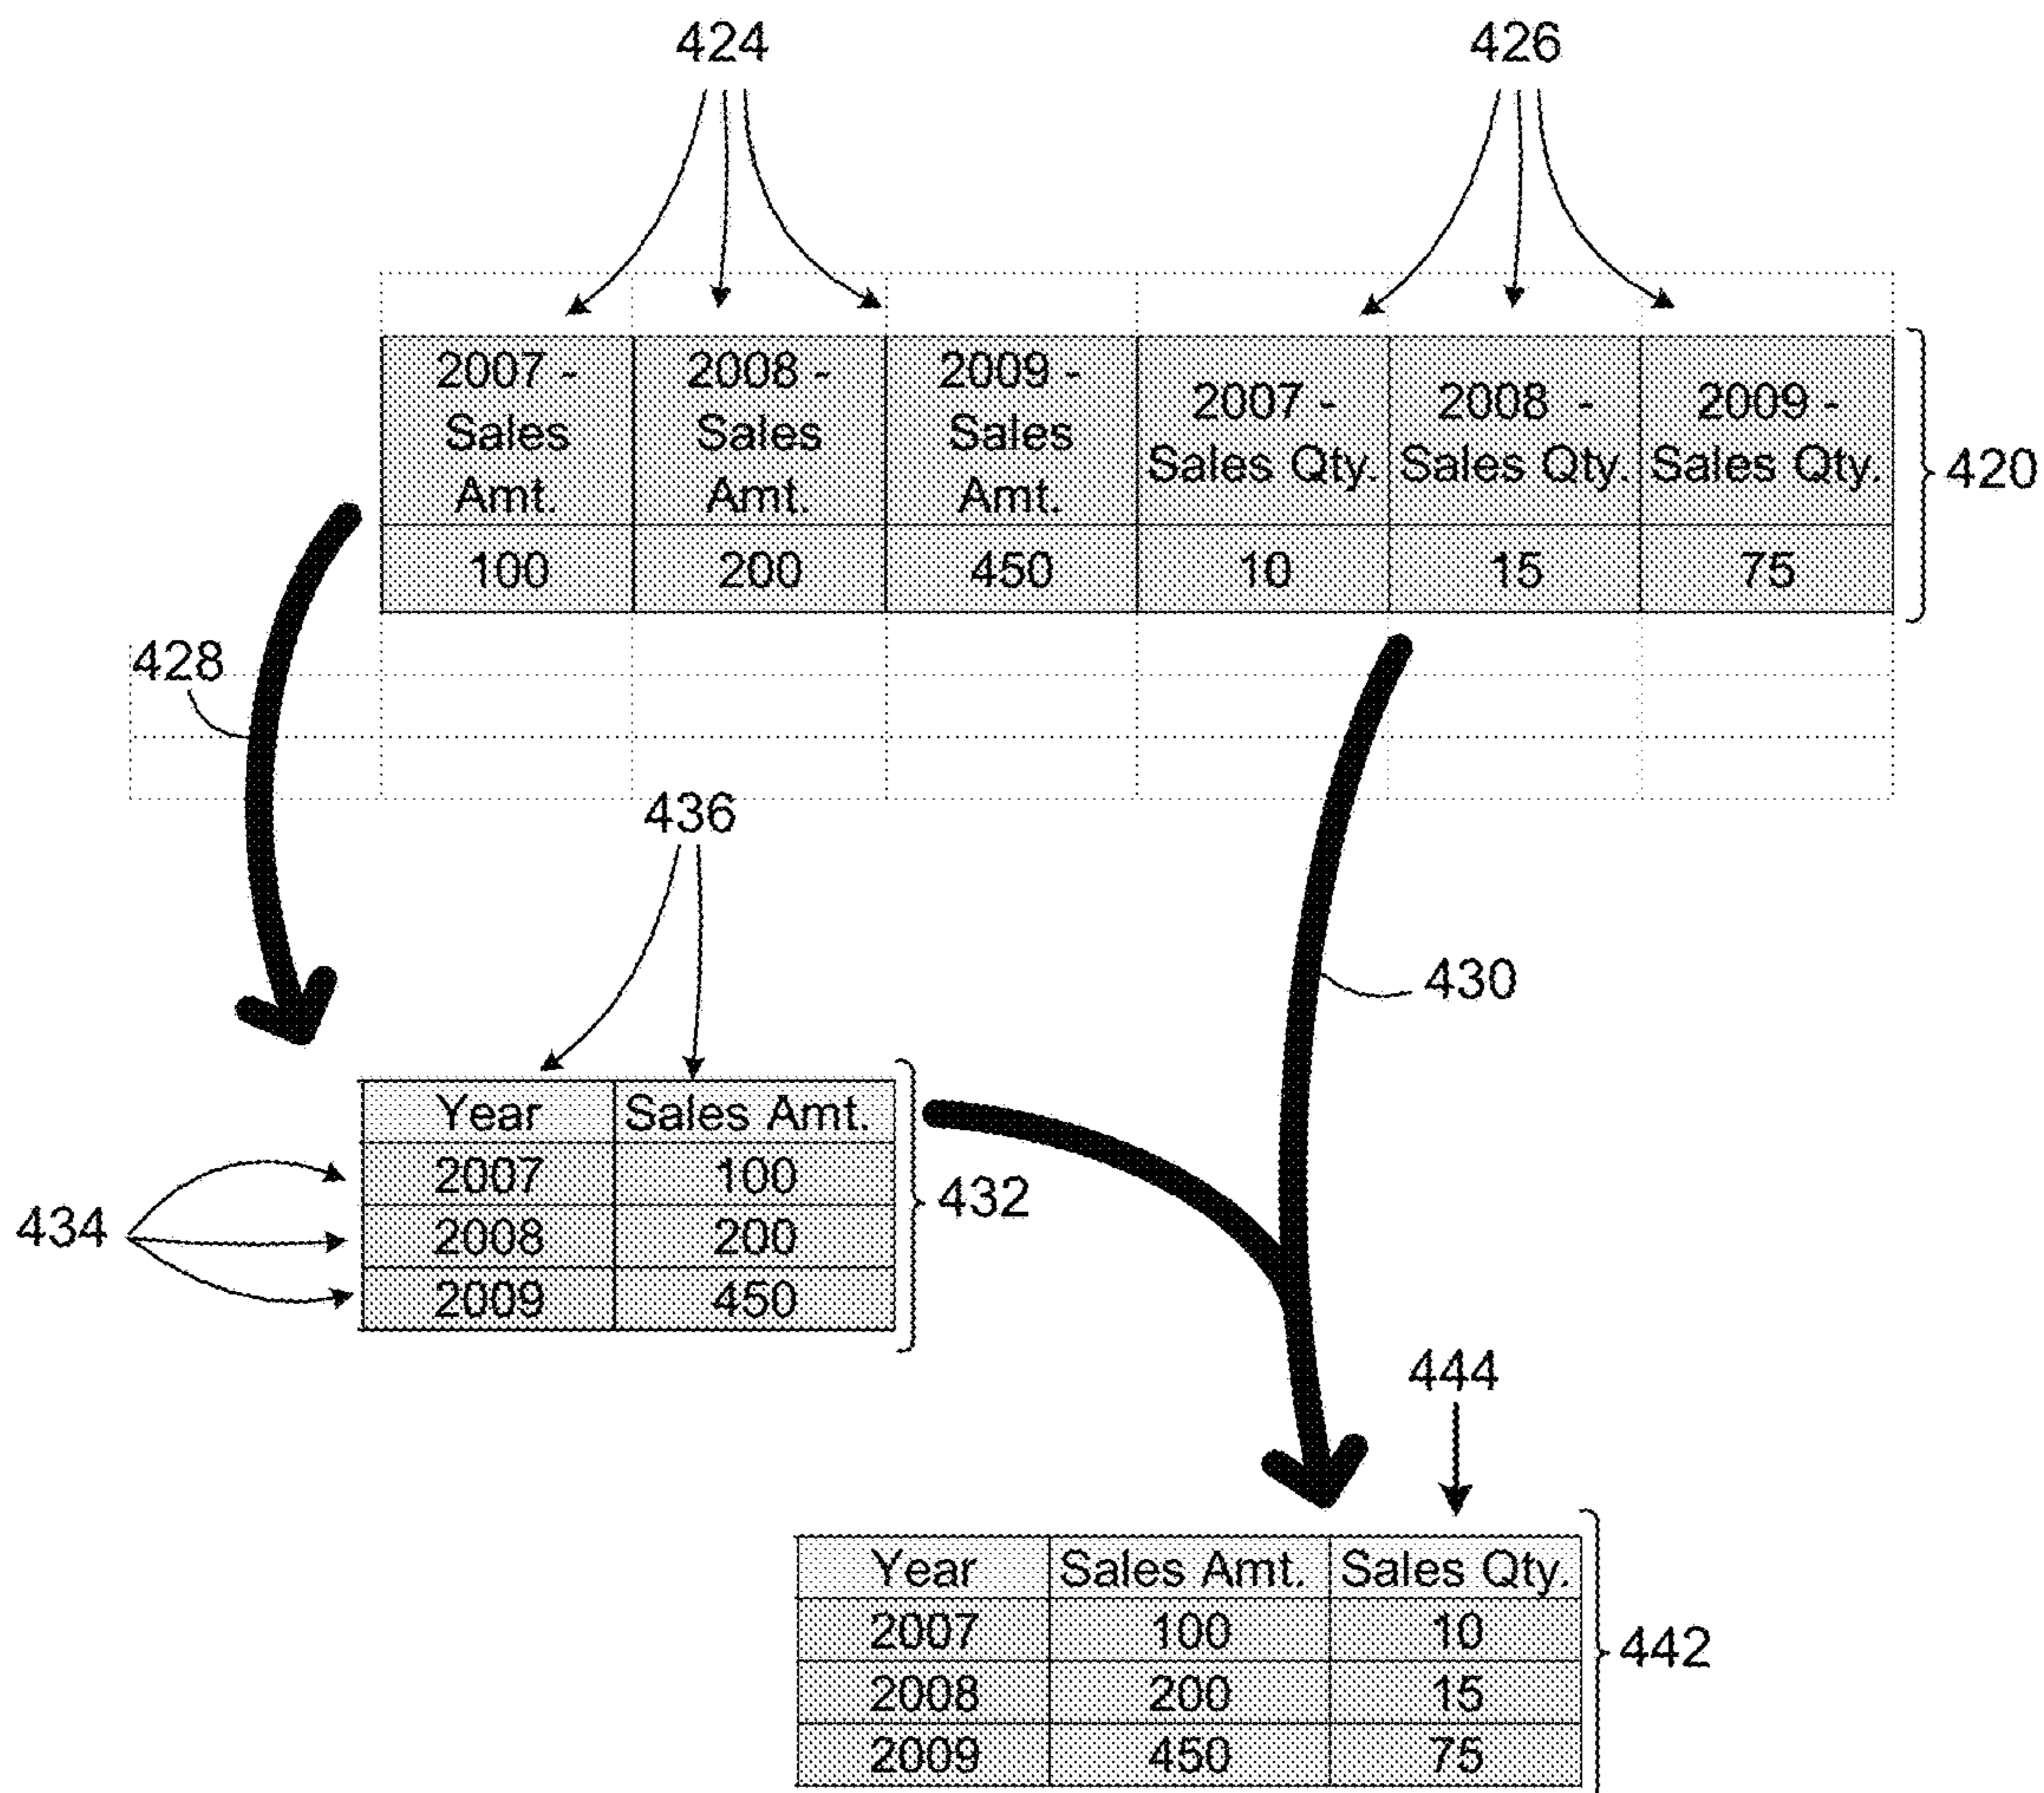 424
426
2007 -
Sales
Amt.
2008 -
Sales
Amt.
2009 -
Sales
Amt.
2007 -
Sales Qty.
2008 -
Sales Qty.
2009 -
Sales Qty.
420
100 200 450 10 15 75
428
436
430
Year Sales Amt.
2007 100
2008 200
2009 450
432
434
444
Year Sales Amt. Sales Qty.
2007 100 10
2008 200 15
2009 450 75
442